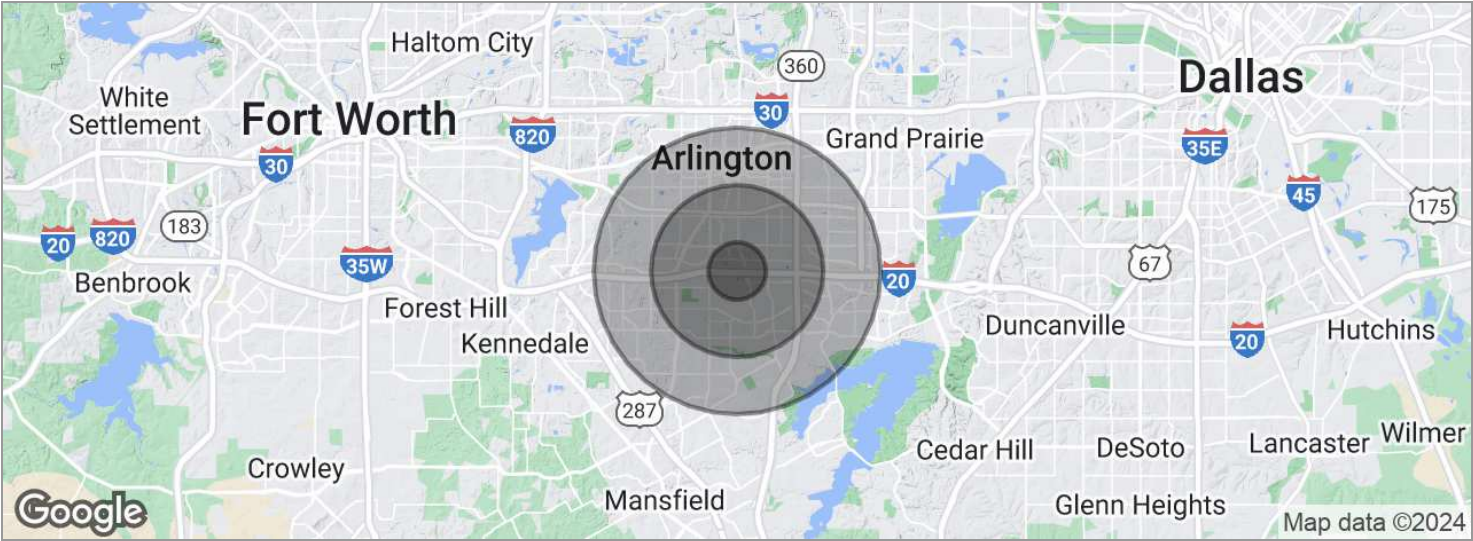 Haltom City
360
Dallas
White
Settlement
Fort Worth
30
820
Grand Prairie
35E
30
Arlington
45
175
183
20
820
35W
67
Benbrook
20
Forest Hill
Duncanville
Hutchins
Kennedale
20
287
Cedar Hill
DeSoto
Lancaster
Wilmer
Crowley
Mansfield
Glenn Heights
Google
Map data ©2024